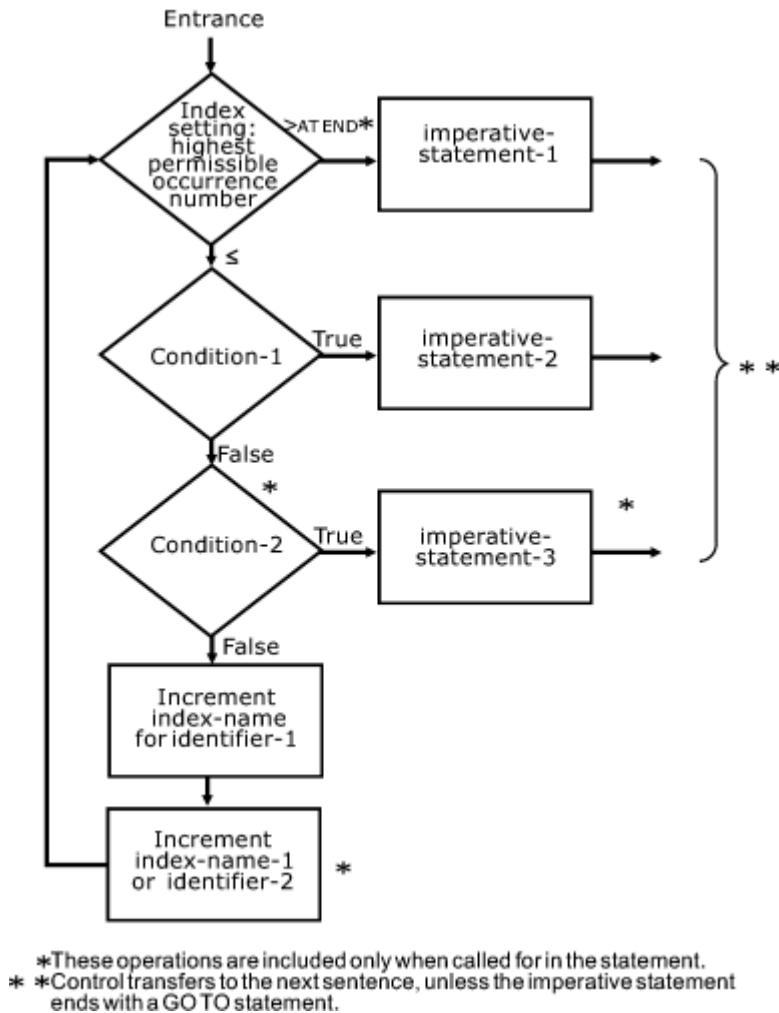 Entrance
Index
setting:
highest
permissible
occurrence
number
>AT END*
imperative-
statement-1
≤
Condition-1
True
imperative-
statement-2
* *
False
*
Condition-2
True
imperative-
statement-3
*
False
Increment
index-name
for identifier-1
Increment
index-name-1
or identifier-2
*
*These operations are included only when called for in the statement.
* *Control transfers to the next sentence, unless the imperative statement
ends with a GO TO statement.